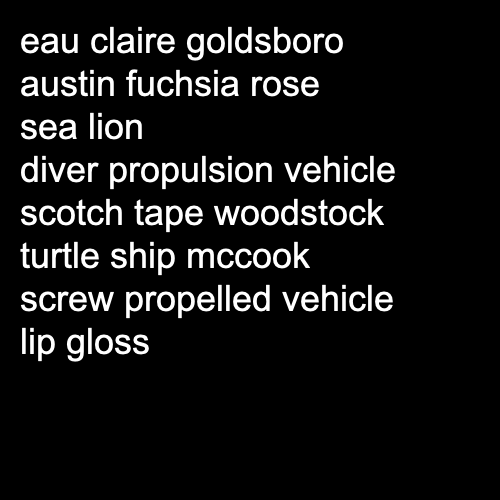 eau claire goldsboro
austin fuchsia rose
sea lion
diver propulsion vehicle
scotch tape woodstock
turtle ship mccook
screw propelled vehicle
lip gloss